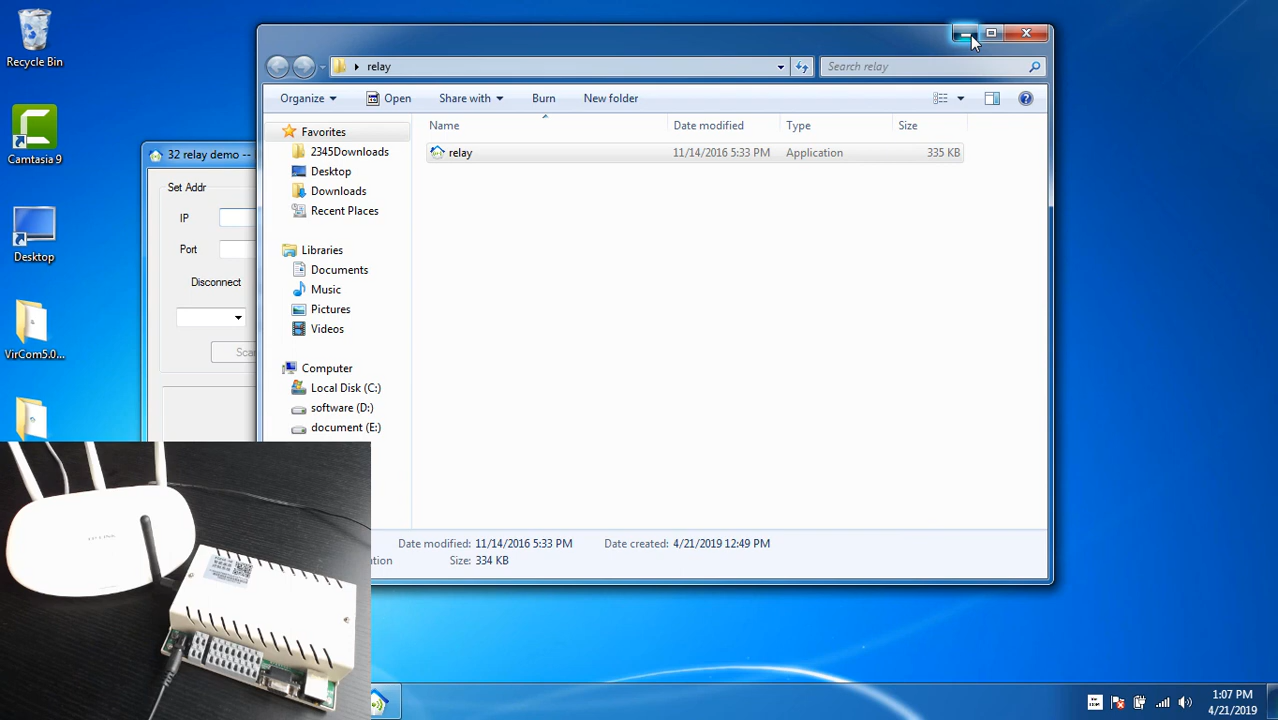 Recycle Bin
Camtasia 9
Desktop
VirCom5.0...
32 relay demo --
Set Addr
IP
Port
Disconnect
Sca
relay
Search relay
Organize
Open
Share with
Burn
New folder
Name
Date modified
Type
Size
relay
11/14/2016 5:33 PM
Application
335 KB
Favorites
2345Downloads
Desktop
Downloads
Recent Places
Libraries
Documents
Music
Pictures
Videos
Computer
Local Disk (C:)
software (D:)
document (E:)
Date modified: 11/14/2016 5:33 PM
Date created: 4/21/2019 12:49 PM
ation
Size: 334 KB
1:07 PM
4/21/2019